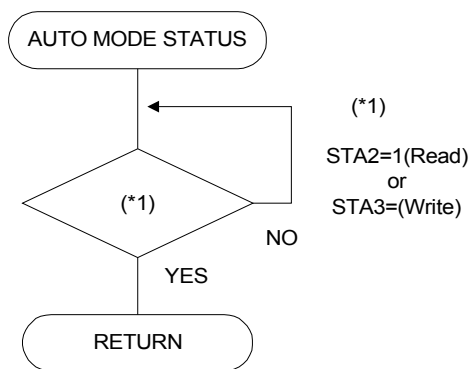 AUTO MODE STATUS
(*1)
STA2=1(Read)
or
STA3=(Write)
(*1)
NO
YES
RETURN